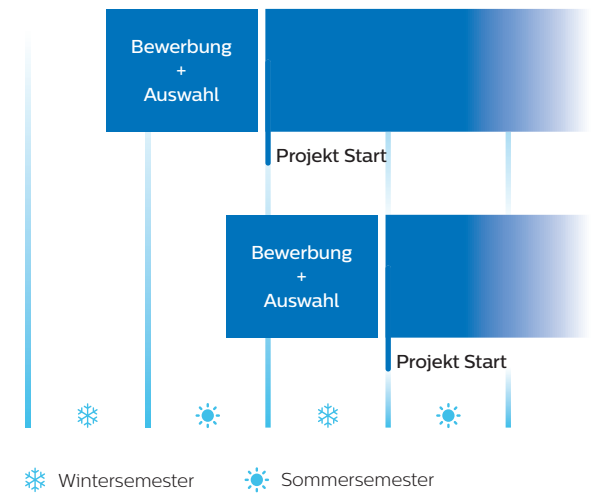 Bewerbung
+
Auswahl
Projekt Start
Bewerbung
+
Auswahl
Projekt Start
Wintersemester
Sommersemester